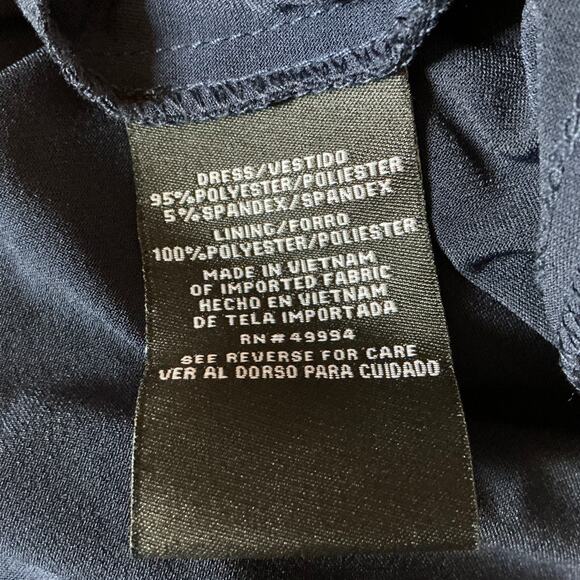 DRESS/VESTIDO
95%POLYESTER/POLIESTER
5%SPANDEX/SPANDEX
LINING/FORRO
100%POLYESTER/POLIESTER
MADE IN VIETNAM
OF IMPORTED FABRIC
HECHO EN VIETNAM
DE TELA IMPORTADA
RN#49994
SEE REVERSE FOR CARE
VER AL DORSO PARA CUIDADO